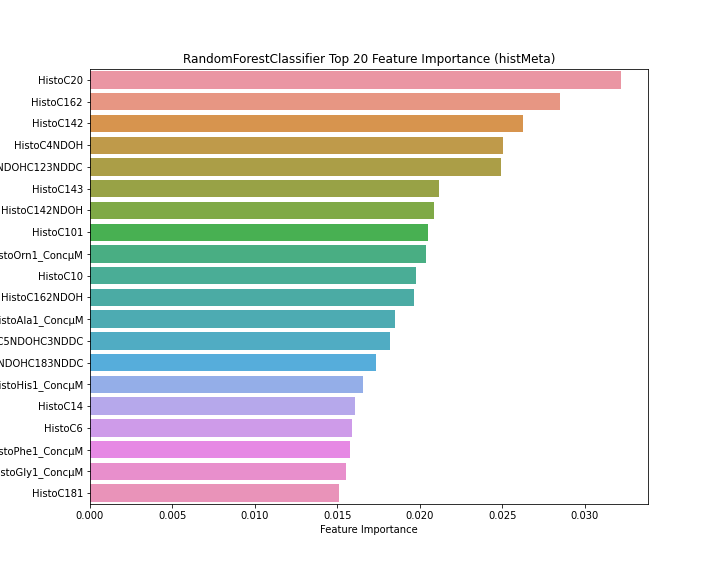 RandomForestClassifier Top 20 Feature Importance (histMeta)
HistoC20
HistoC162
HistoC142
HistoC4NDOH
NDOHC123NDDC
HistoC143
HistoC142NDOH
HistoC101
stoOrn1_ConcµM
HistoC10
HistoC162NDOH
istoAla1_ConcµM
C5NDOHC3NDDC
NDOHC183NDDC
stoHis1_ConcµM
HistoC14
HistoC6
stoPhe1_ConcµM
stoGly1_ConcµM
HistoC181
0.000 0.005 0.010 0.015 0.020 0.025 0.030
Feature Importance